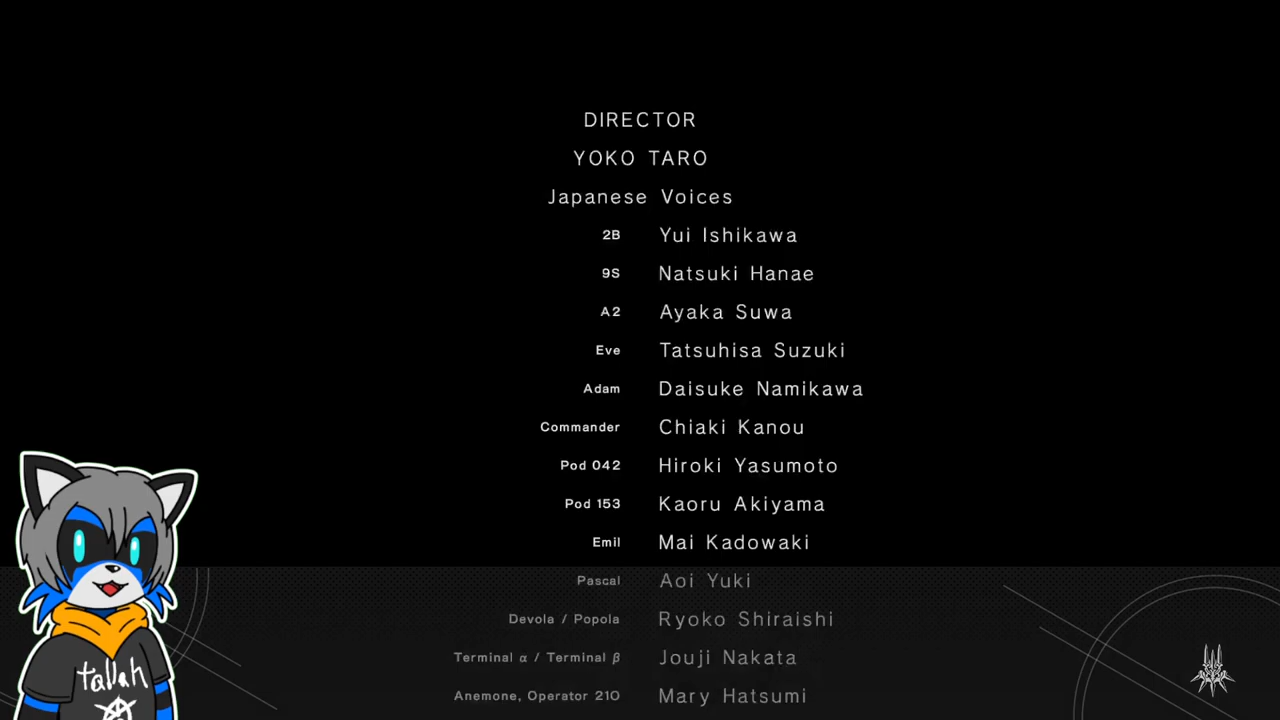 DIRECTOR
YOKO TARO
Japanese Voices
2B Yui Ishikawa
9S Natsuki Hanae
A2 Ayaka Suwa
Eve Tatsuhisa Suzuki
Adam Daisuke Namikawa
Commander Chiaki Kanou
Pod 042 Hiroki Yasumoto
Pod 153 Kaoru Akiyama
Emil Mai Kadowaki
Pascal Aoi Yuki
Devola / Popola Ryoko Shiraishi
Terminal α / Terminal β Jouji Nakata
Anemone, Operator 21O Mary Hatsumi
tallah